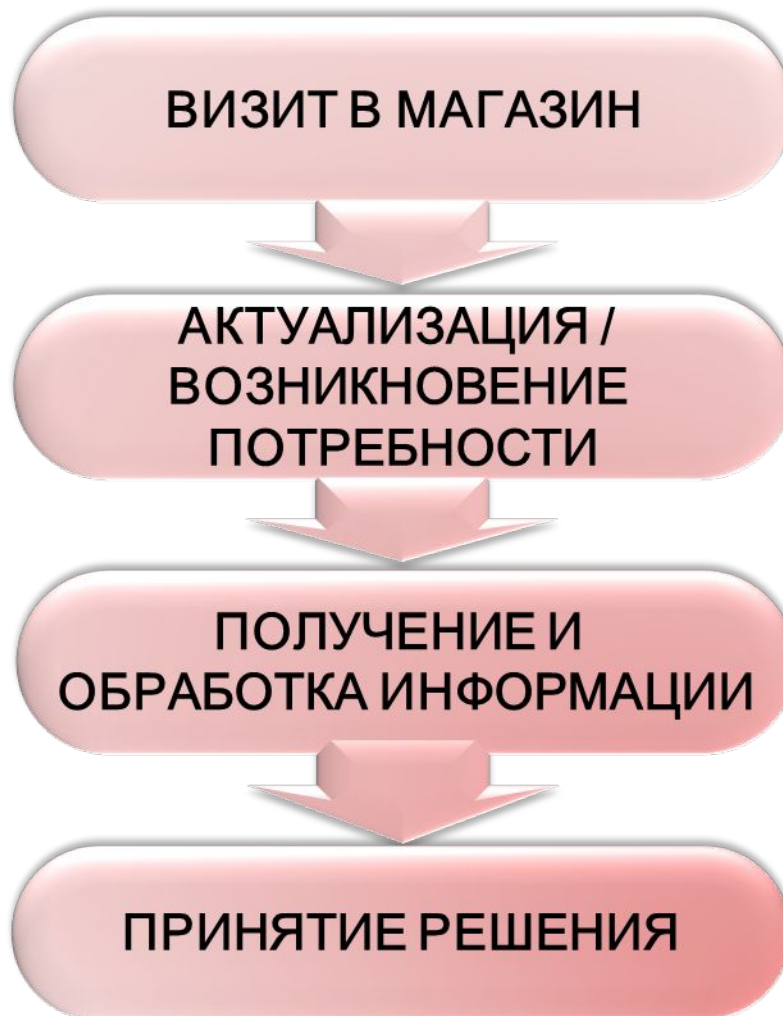 ВИЗИТ В МАГАЗИН
АКТУАЛИЗАЦИЯ /
ВОЗНИКНОВЕНИЕ
ПОТРЕБНОСТИ
ПОЛУЧЕНИЕ И
ОБРАБОТКА ИНФОРМАЦИИ
ПРИНЯТИЕ РЕШЕНИЯ